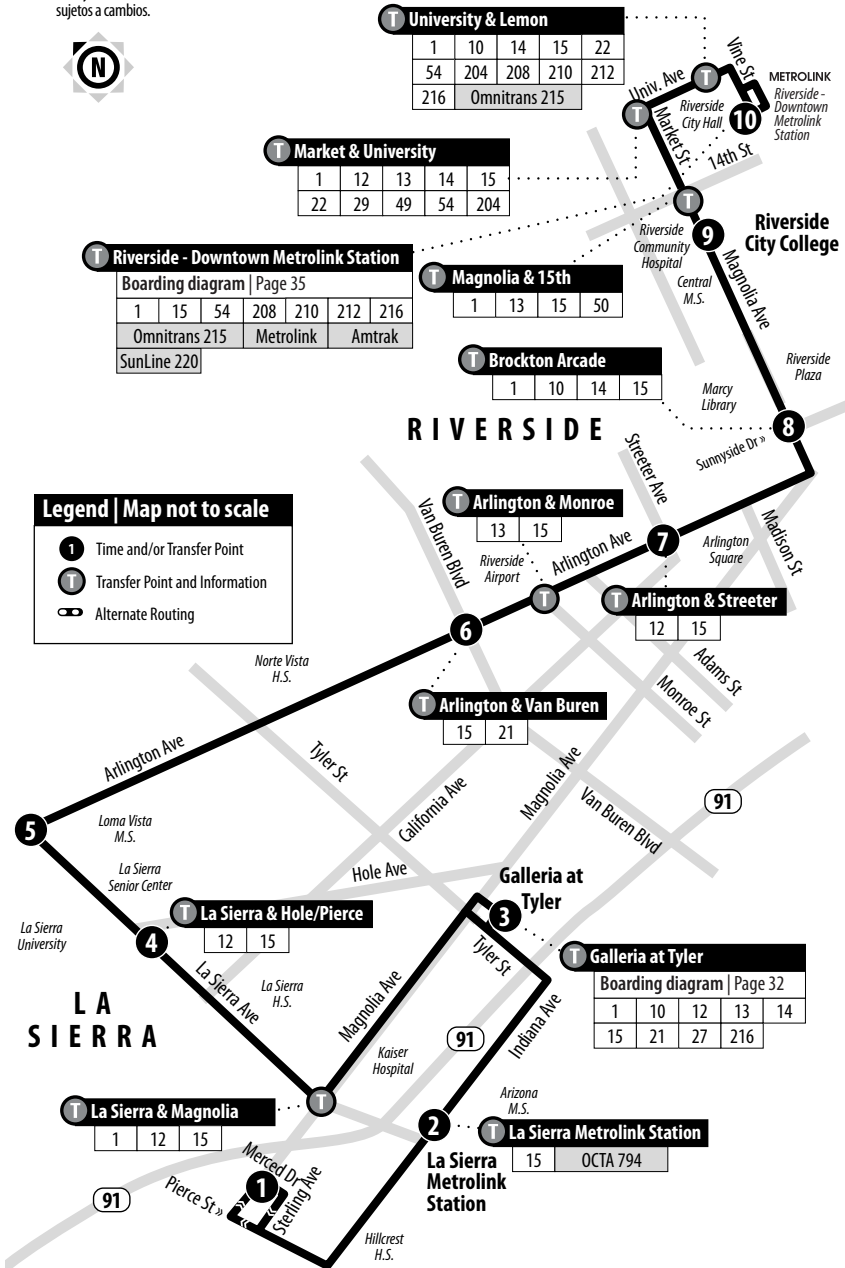 sujetos a cambios.
N
T University & Lemon
1 10 14 15 22
54 204 208 210 212
216 Omnitrans 215
T Market & University
1 12 13 14 15
22 29 49 54 204
T Riverside - Downtown Metrolink Station
Boarding diagram | Page 35
1 15 54 208 210 212 216
Omnitrans 215 Metrolink Amtrak
SunLine 220
T Magnolia & 15th
1 13 15 50
T Brockton Arcade
1 10 14 15
Univ. Ave
T
T
Vine St
METROLINK
Riverside -
Downtown
Metrolink
Station
Riverside
City Hall
10
Market St
14th St
T
9
Riverside
Community
Hospital
Riverside
City College
Central
M.S.
Magnolia Ave
Riverside
Plaza
Marcy
Library
8
Sunnyside Dr »
RIVERSIDE
Legend | Map not to scale
1 Time and/or Transfer Point
T Transfer Point and Information
Alternate Routing
Van Buren Blvd
T Arlington & Monroe
13 15
Streeter Ave
Riverside
Airport
Arlington Ave
7
Arlington
Square
Madison St
T
T Arlington & Streeter
12 15
6
Adams St
Monroe St
Norte Vista
H.S.
T Arlington & Van Buren
15 21
Arlington Ave
Tyler St
California Ave
Magnolia Ave
Van Buren Blvd
91
5
Loma Vista
M.S.
La Sierra
Senior Center
Hole Ave
La Sierra
University
T La Sierra & Hole/Pierce
12 15
4
Galleria at
Tyler
3
Tyler St
T Galleria at Tyler
Boarding diagram | Page 32
1 10 12 13 14
15 21 27 216
La Sierra Ave
La Sierra
H.S.
LA
SIERRA
Magnolia Ave
Indiana Ave
91
Kaiser
Hospital
Arizona
M.S.
T La Sierra & Magnolia
1 12 15
T
2
T La Sierra Metrolink Station
15 OCTA 794
La Sierra
Metrolink
Station
Merced Dr
1
Pierce St »
Sterling Ave
91
Hillcrest
H.S.